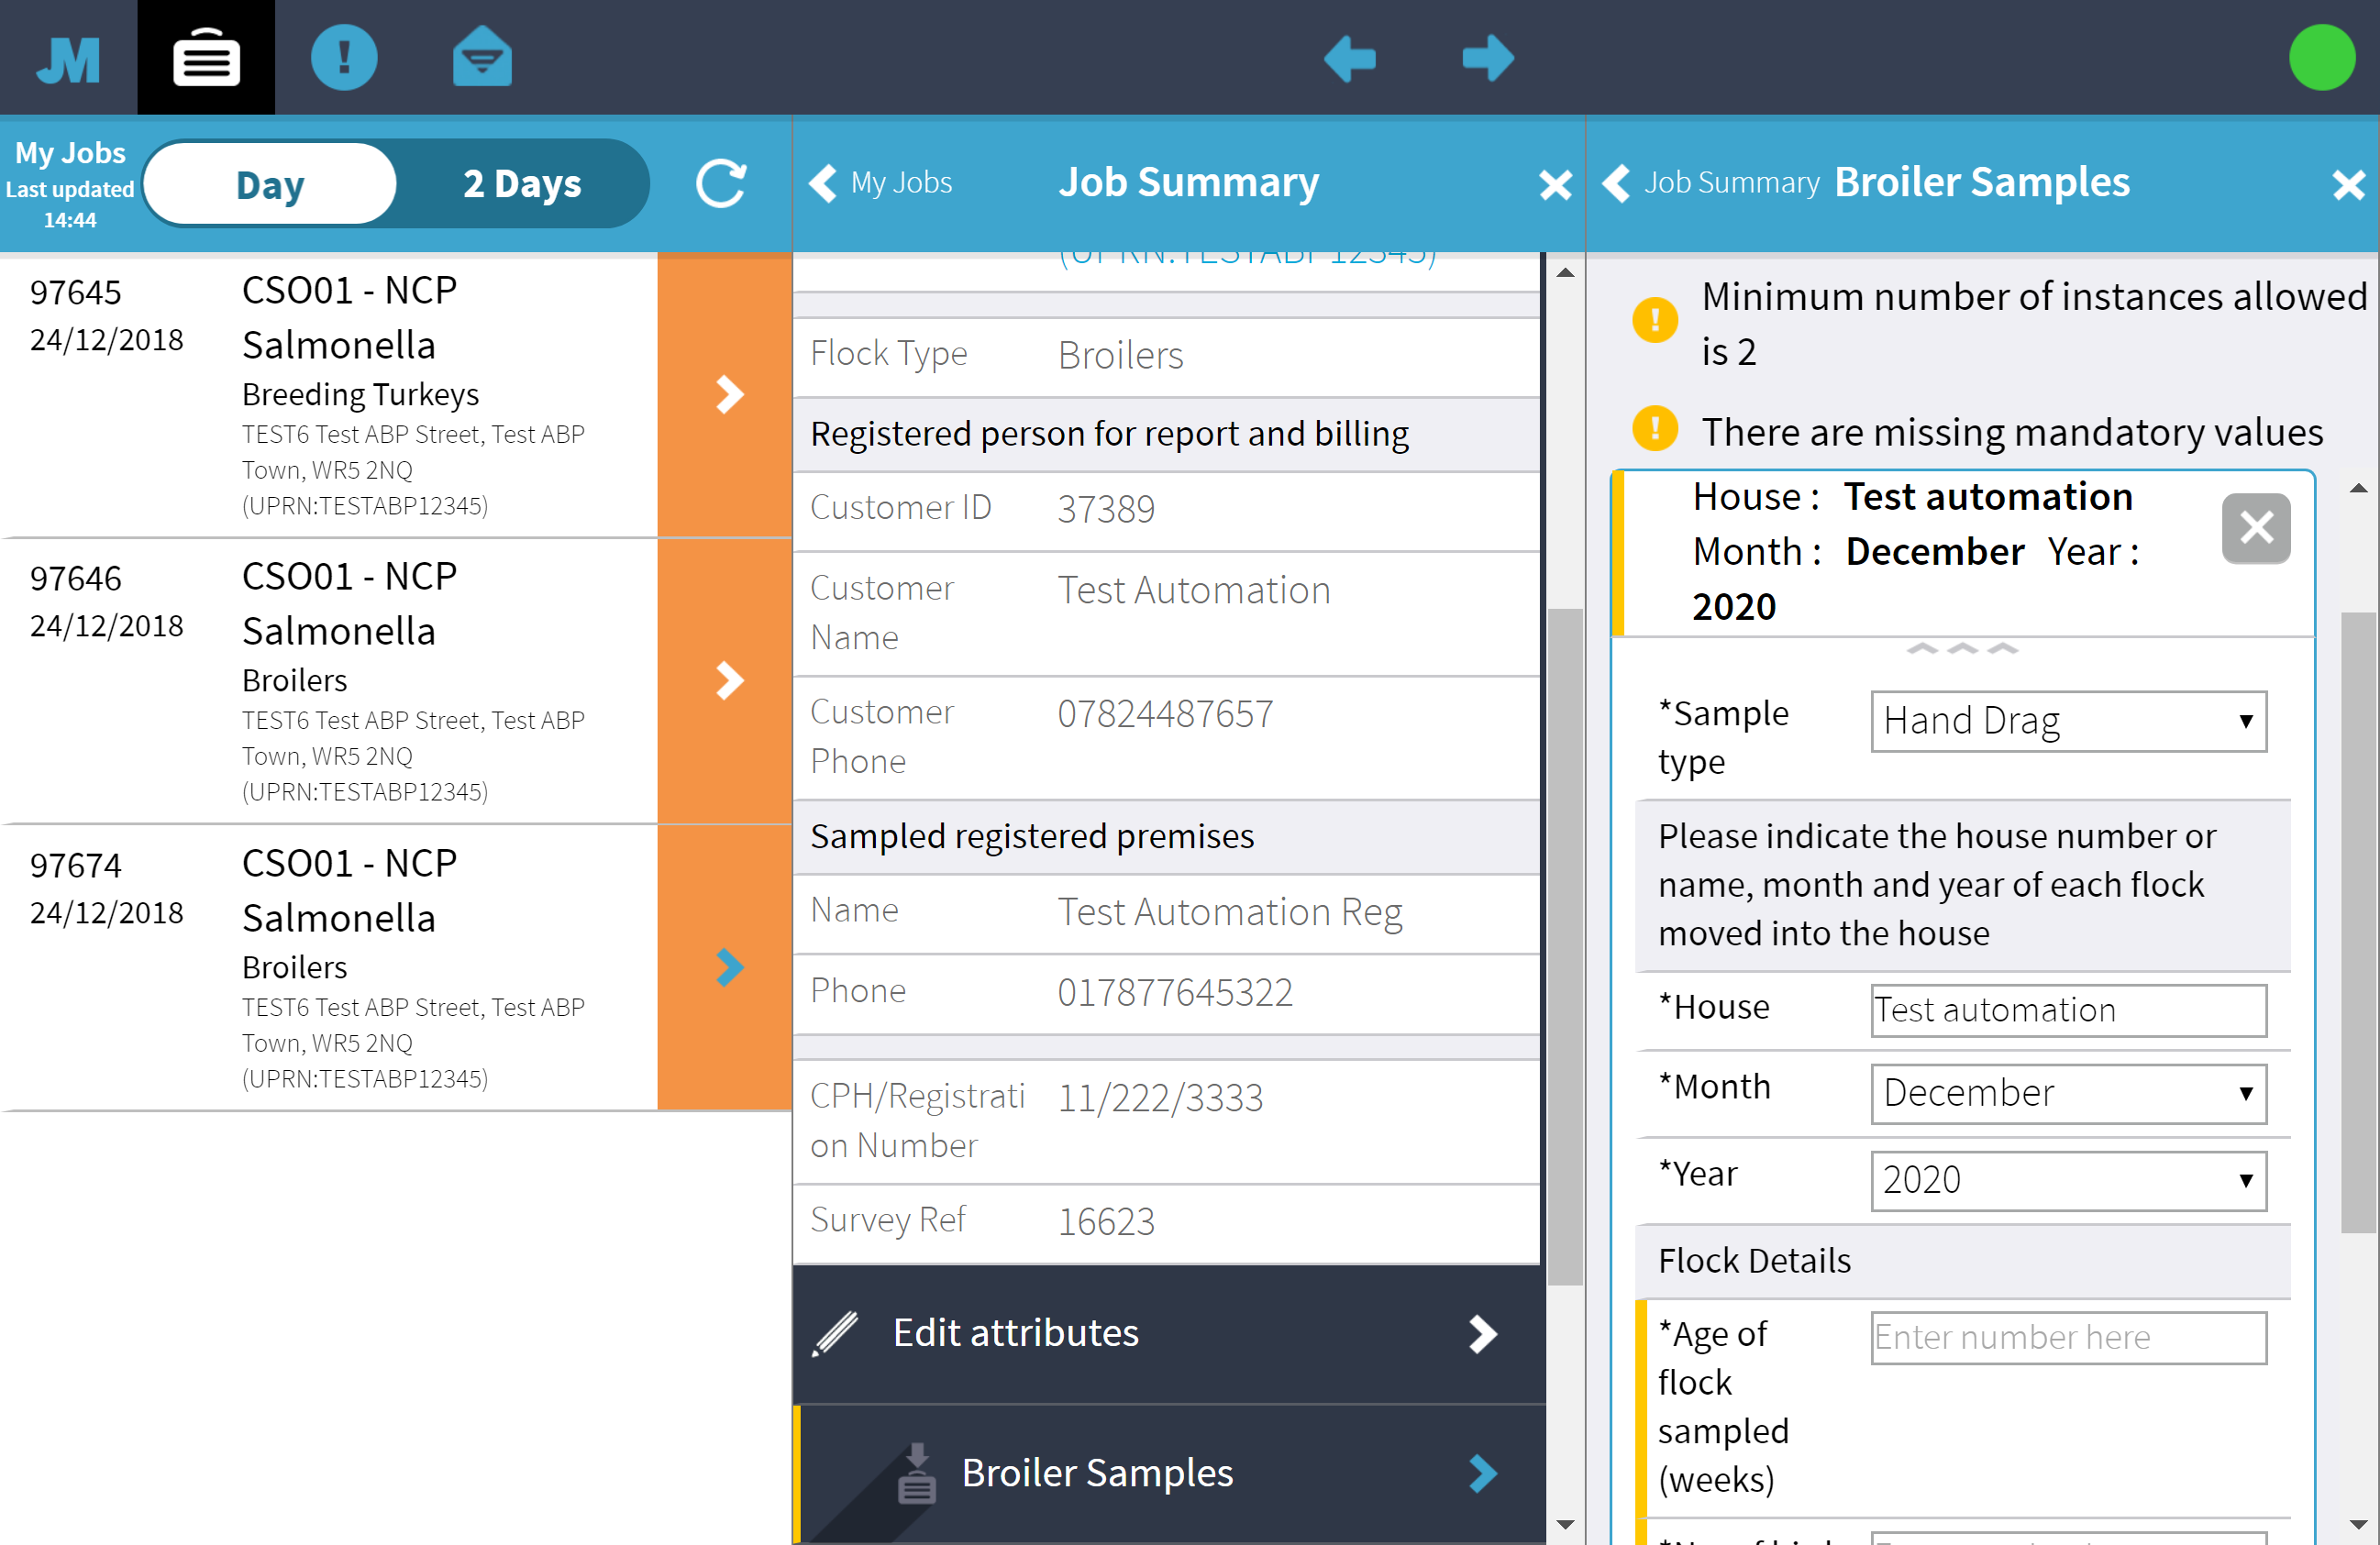 JM
My Jobs
Last updated
14:44
Day
2 Days
My Jobs
Job Summary
Job Summary
Broiler Samples
97645
24/12/2018
CSO01 - NCP
Salmonella
Breeding Turkeys
TEST6 Test ABP Street, Test ABP
Town, WR5 2NQ
(UPRN:TESTABP12345)
97646
24/12/2018
CSO01 - NCP
Salmonella
Broilers
TEST6 Test ABP Street, Test ABP
Town, WR5 2NQ
(UPRN:TESTABP12345)
97674
24/12/2018
CSO01 - NCP
Salmonella
Broilers
TEST6 Test ABP Street, Test ABP
Town, WR5 2NQ
(UPRN:TESTABP12345)
(UPRN:TESTABP12345)
Flock Type Broilers
Registered person for report and billing
Customer ID 37389
Customer Test Automation
Name
Customer 07824487657
Phone
Sampled registered premises
Name Test Automation Reg
Phone 017877645322
CPH/Registrati 11/222/3333
on Number
Survey Ref 16623
Edit attributes
Broiler Samples
Minimum number of instances allowed
is 2
There are missing mandatory values
House : Test automation
Month : December Year :
2020
*Sample Hand Drag
type
Please indicate the house number or
name, month and year of each flock
moved into the house
*House Test automation
*Month December
*Year 2020
Flock Details
*Age of Enter number here
flock
sampled
(weeks)